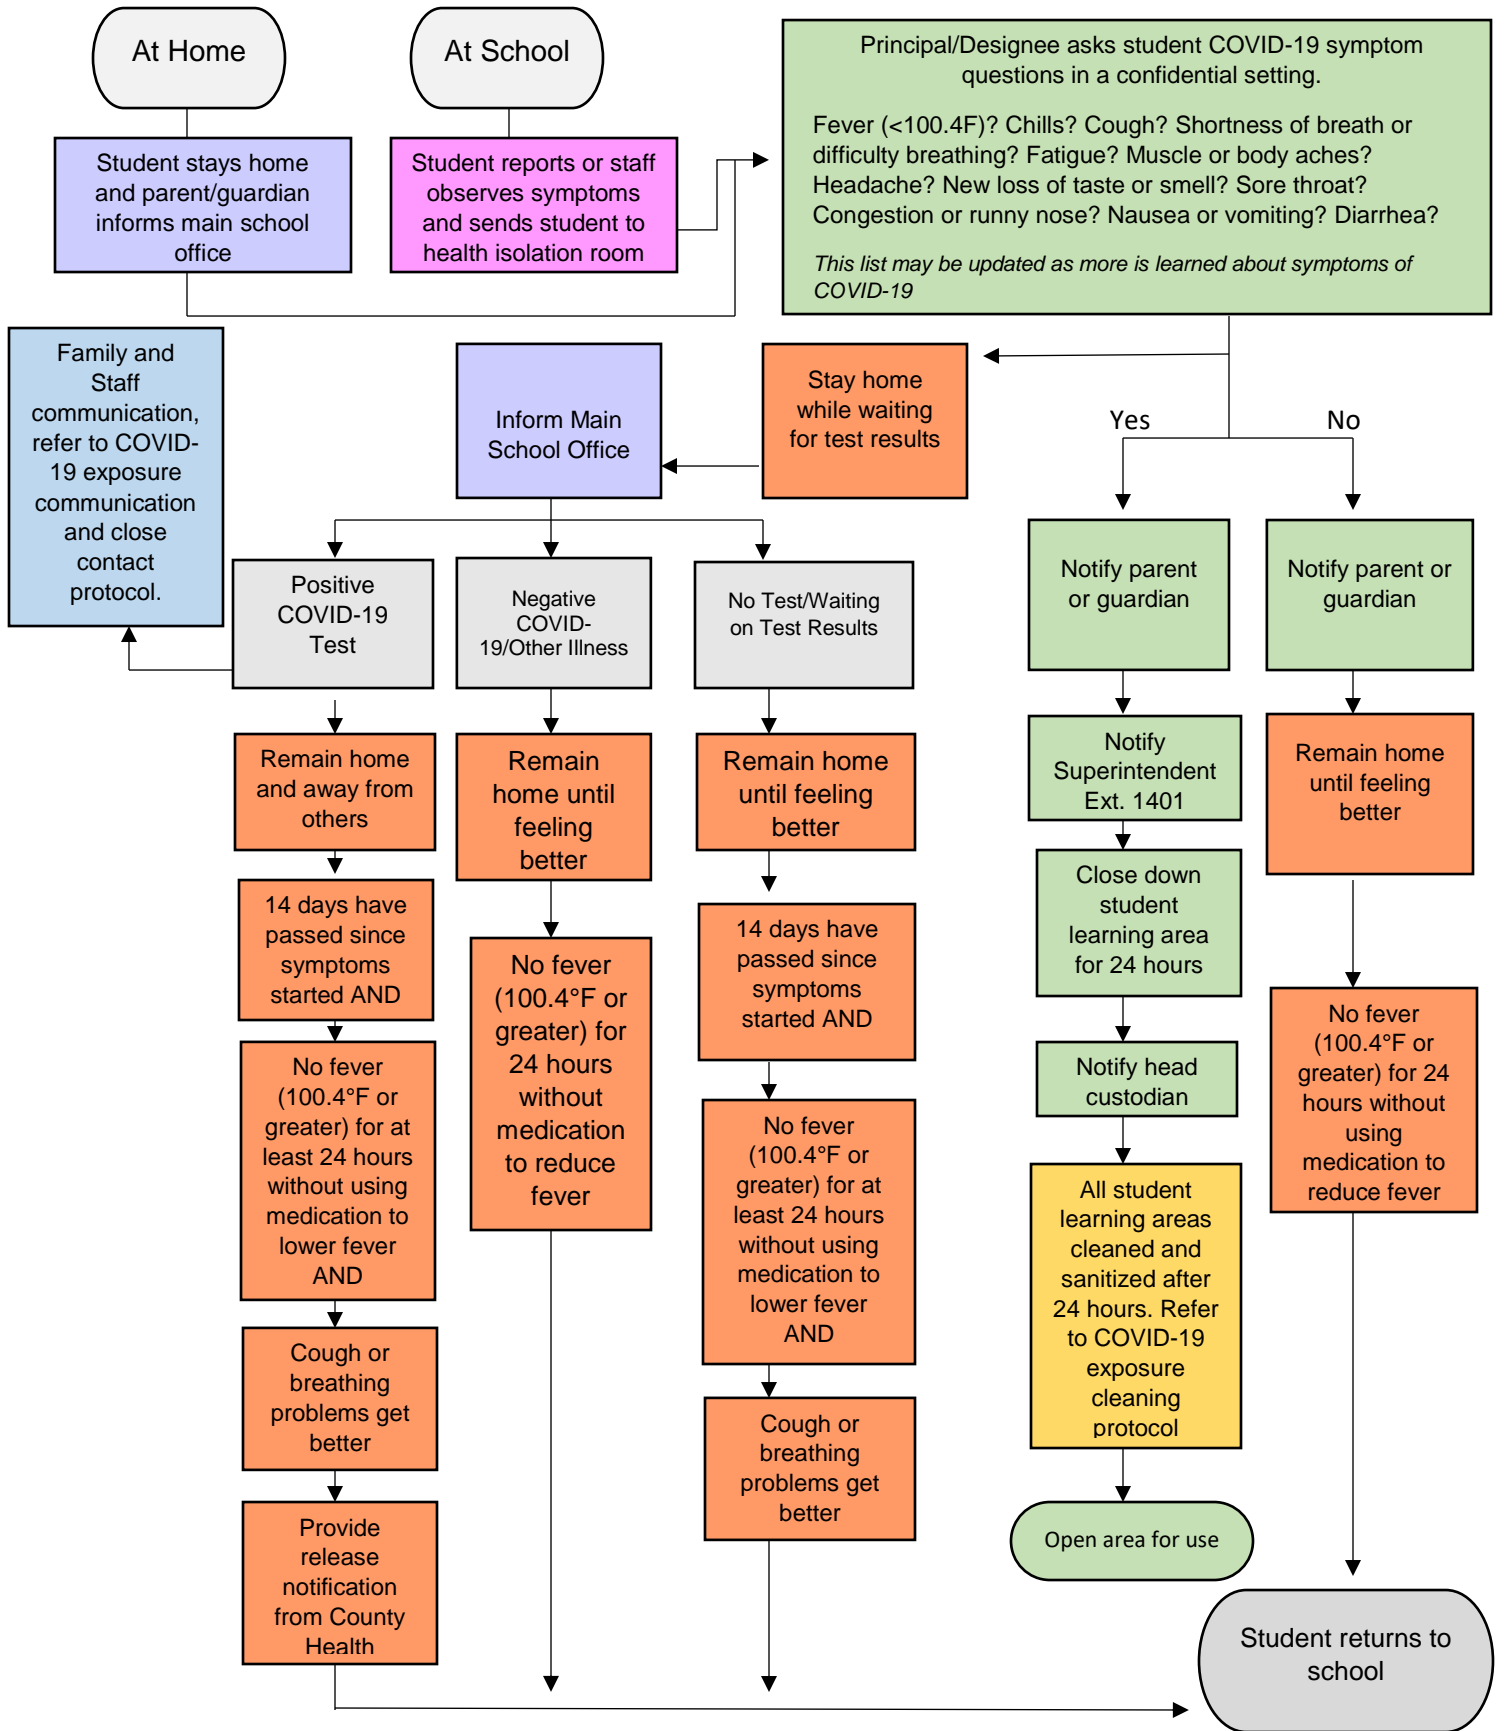 At Home
At School
Principal/Designee asks student COVID-19 symptom
questions in a confidential setting.
Fever (<100.4F)? Chills? Cough? Shortness of breath or
difficulty breathing? Fatigue? Muscle or body aches?
Headache? New loss of taste or smell? Sore throat?
Congestion or runny nose? Nausea or vomiting? Diarrhea?
This list may be updated as more is learned about symptoms of
COVID-19
Student stays home
and parent/guardian
informs main school
office
Student reports or staff
observes symptoms
and sends student to
health isolation room
Family and
Staff
communication,
refer to COVID-
19 exposure
communication
and close
contact
protocol.
Inform Main
School Office
Stay home
while waiting
for test results
Yes
No
Positive
COVID-19
Test
Negative
COVID-
19/Other Illness
No Test/Waiting
on Test Results
Notify parent
or guardian
Notify parent or
guardian
Remain home
and away from
others
Remain
home until
feeling
better
Remain home
until feeling
better
Notify
Superintendent
Ext. 1401
Remain home
until feeling
better
14 days have
passed since
symptoms
started AND
No fever
(100.4°F or
greater) for
24 hours
without
medication
to reduce
fever
14 days have
passed since
symptoms
started AND
Close down
student
learning area
for 24 hours
No fever
(100.4°F or
greater) for 24
hours without
using
medication to
reduce fever
No fever
(100.4°F or
greater) for at
least 24 hours
without using
medication to
lower fever
AND
No fever
(100.4°F or
greater) for at
least 24 hours
without using
medication to
lower fever
AND
Notify head
custodian
All student
learning areas
cleaned and
sanitized after
24 hours. Refer
to COVID-19
exposure
cleaning
protocol
Cough or
breathing
problems get
better
Cough or
breathing
problems get
better
Provide
release
notification
from County
Health
Open area for use
Student returns to
school